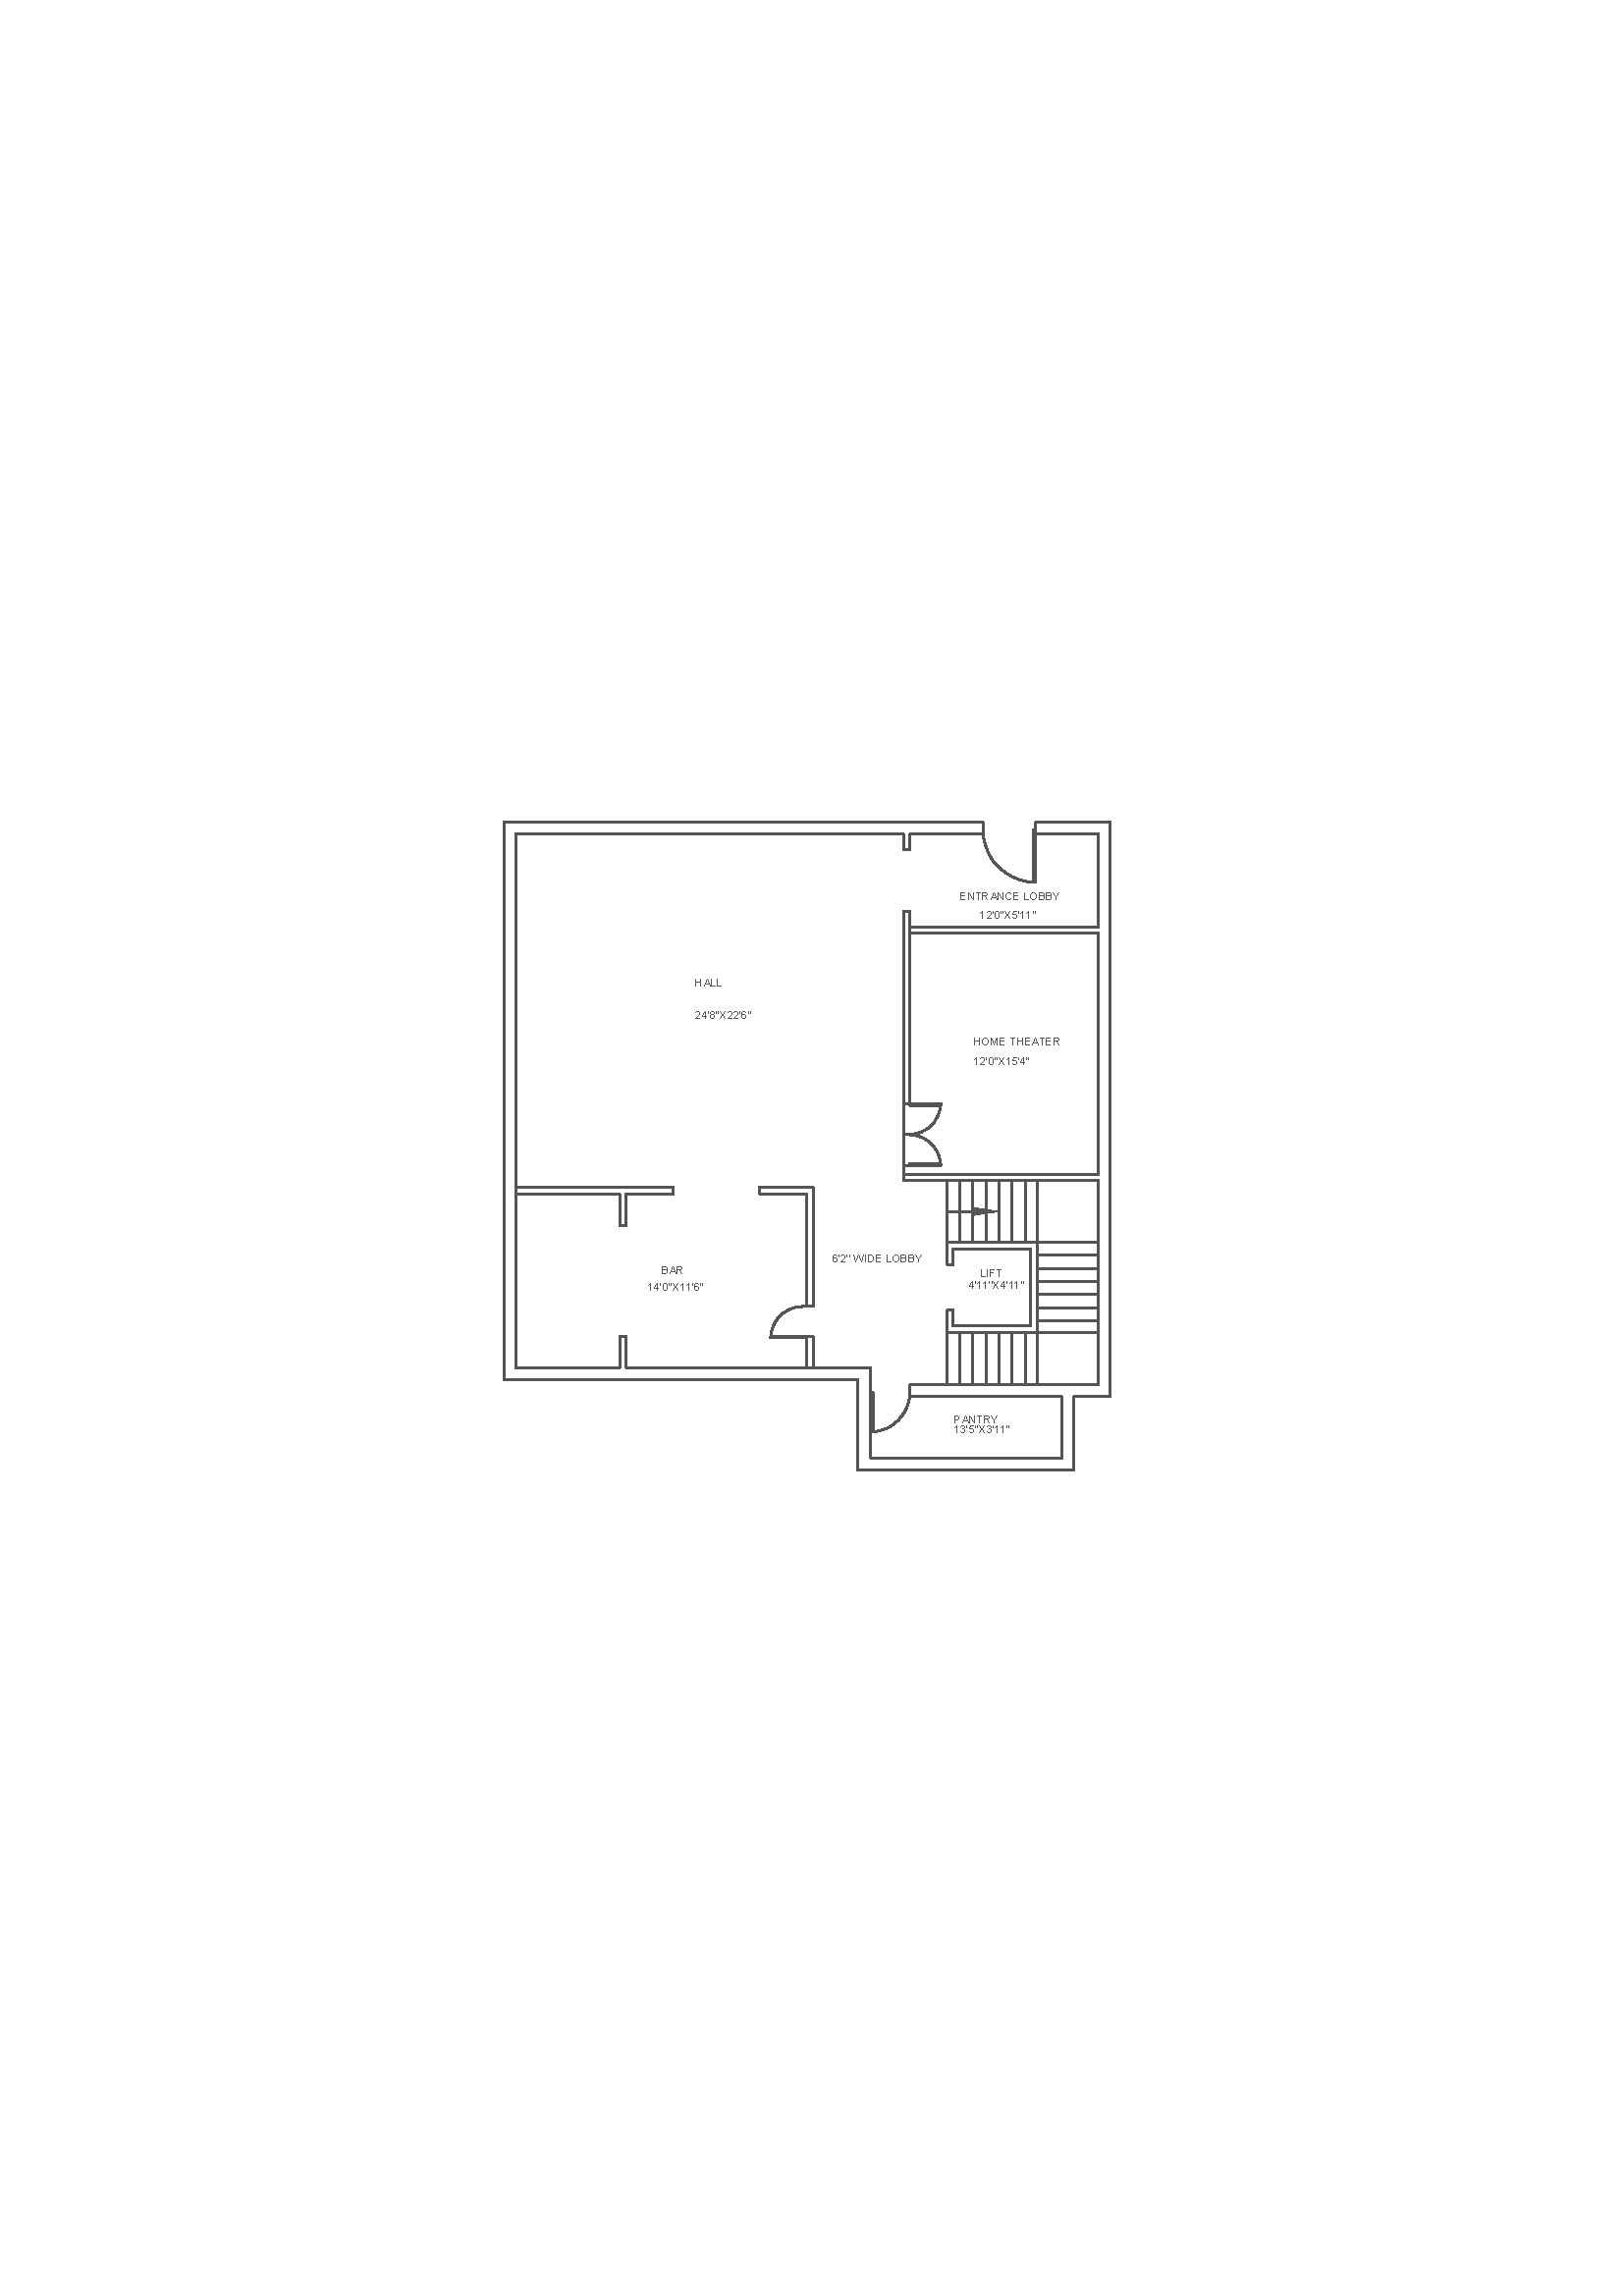 ENTRANCE LOBBY
12'0"X5'11"
HALL
24'8"X22'6"
HOME THEATER
12'0"X15'4"
6'2" WIDE LOBBY
BAR
14'0"X11'6"
LIFT
4'11"X4'11"
PANTRY
13'5"X3'11"